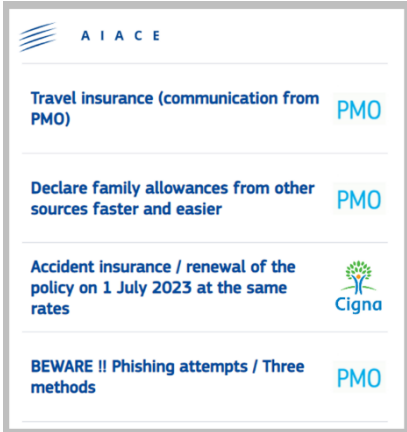 A I A C E
Travel insurance (communication from
PMO)
PMO
Declare family allowances from other
sources faster and easier
PMO
Accident insurance / renewal of the
policy on 1 July 2023 at the same
rates
Cigna
BEWARE !! Phishing attempts / Three
methods
PMO